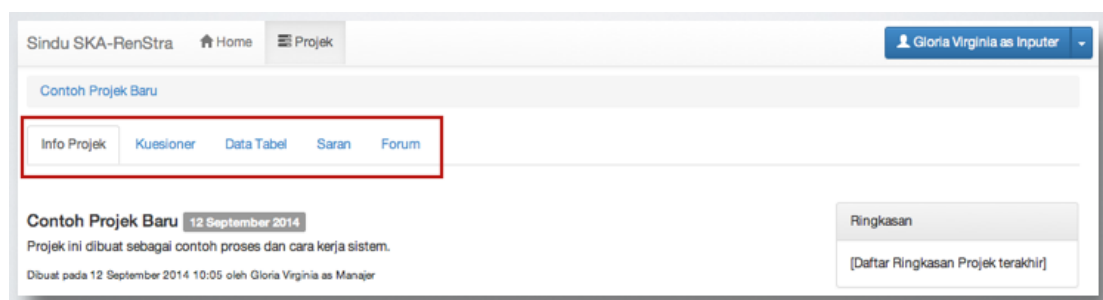 Sindu SKA-RenStra Home Projek Gloria Virginia as Inputer
Contoh Projek Baru
Info Projek Kuesioner Data Tabel Saran Forum
Contoh Projek Baru 12 September 2014
Projek ini dibuat sebagai contoh proses dan cara kerja sistem.
Dibuat pada 12 September 2014 10:05 oleh Gloria Virginia as Manajer
Ringkasan
[Daftar Ringkasan Projek terakhir]